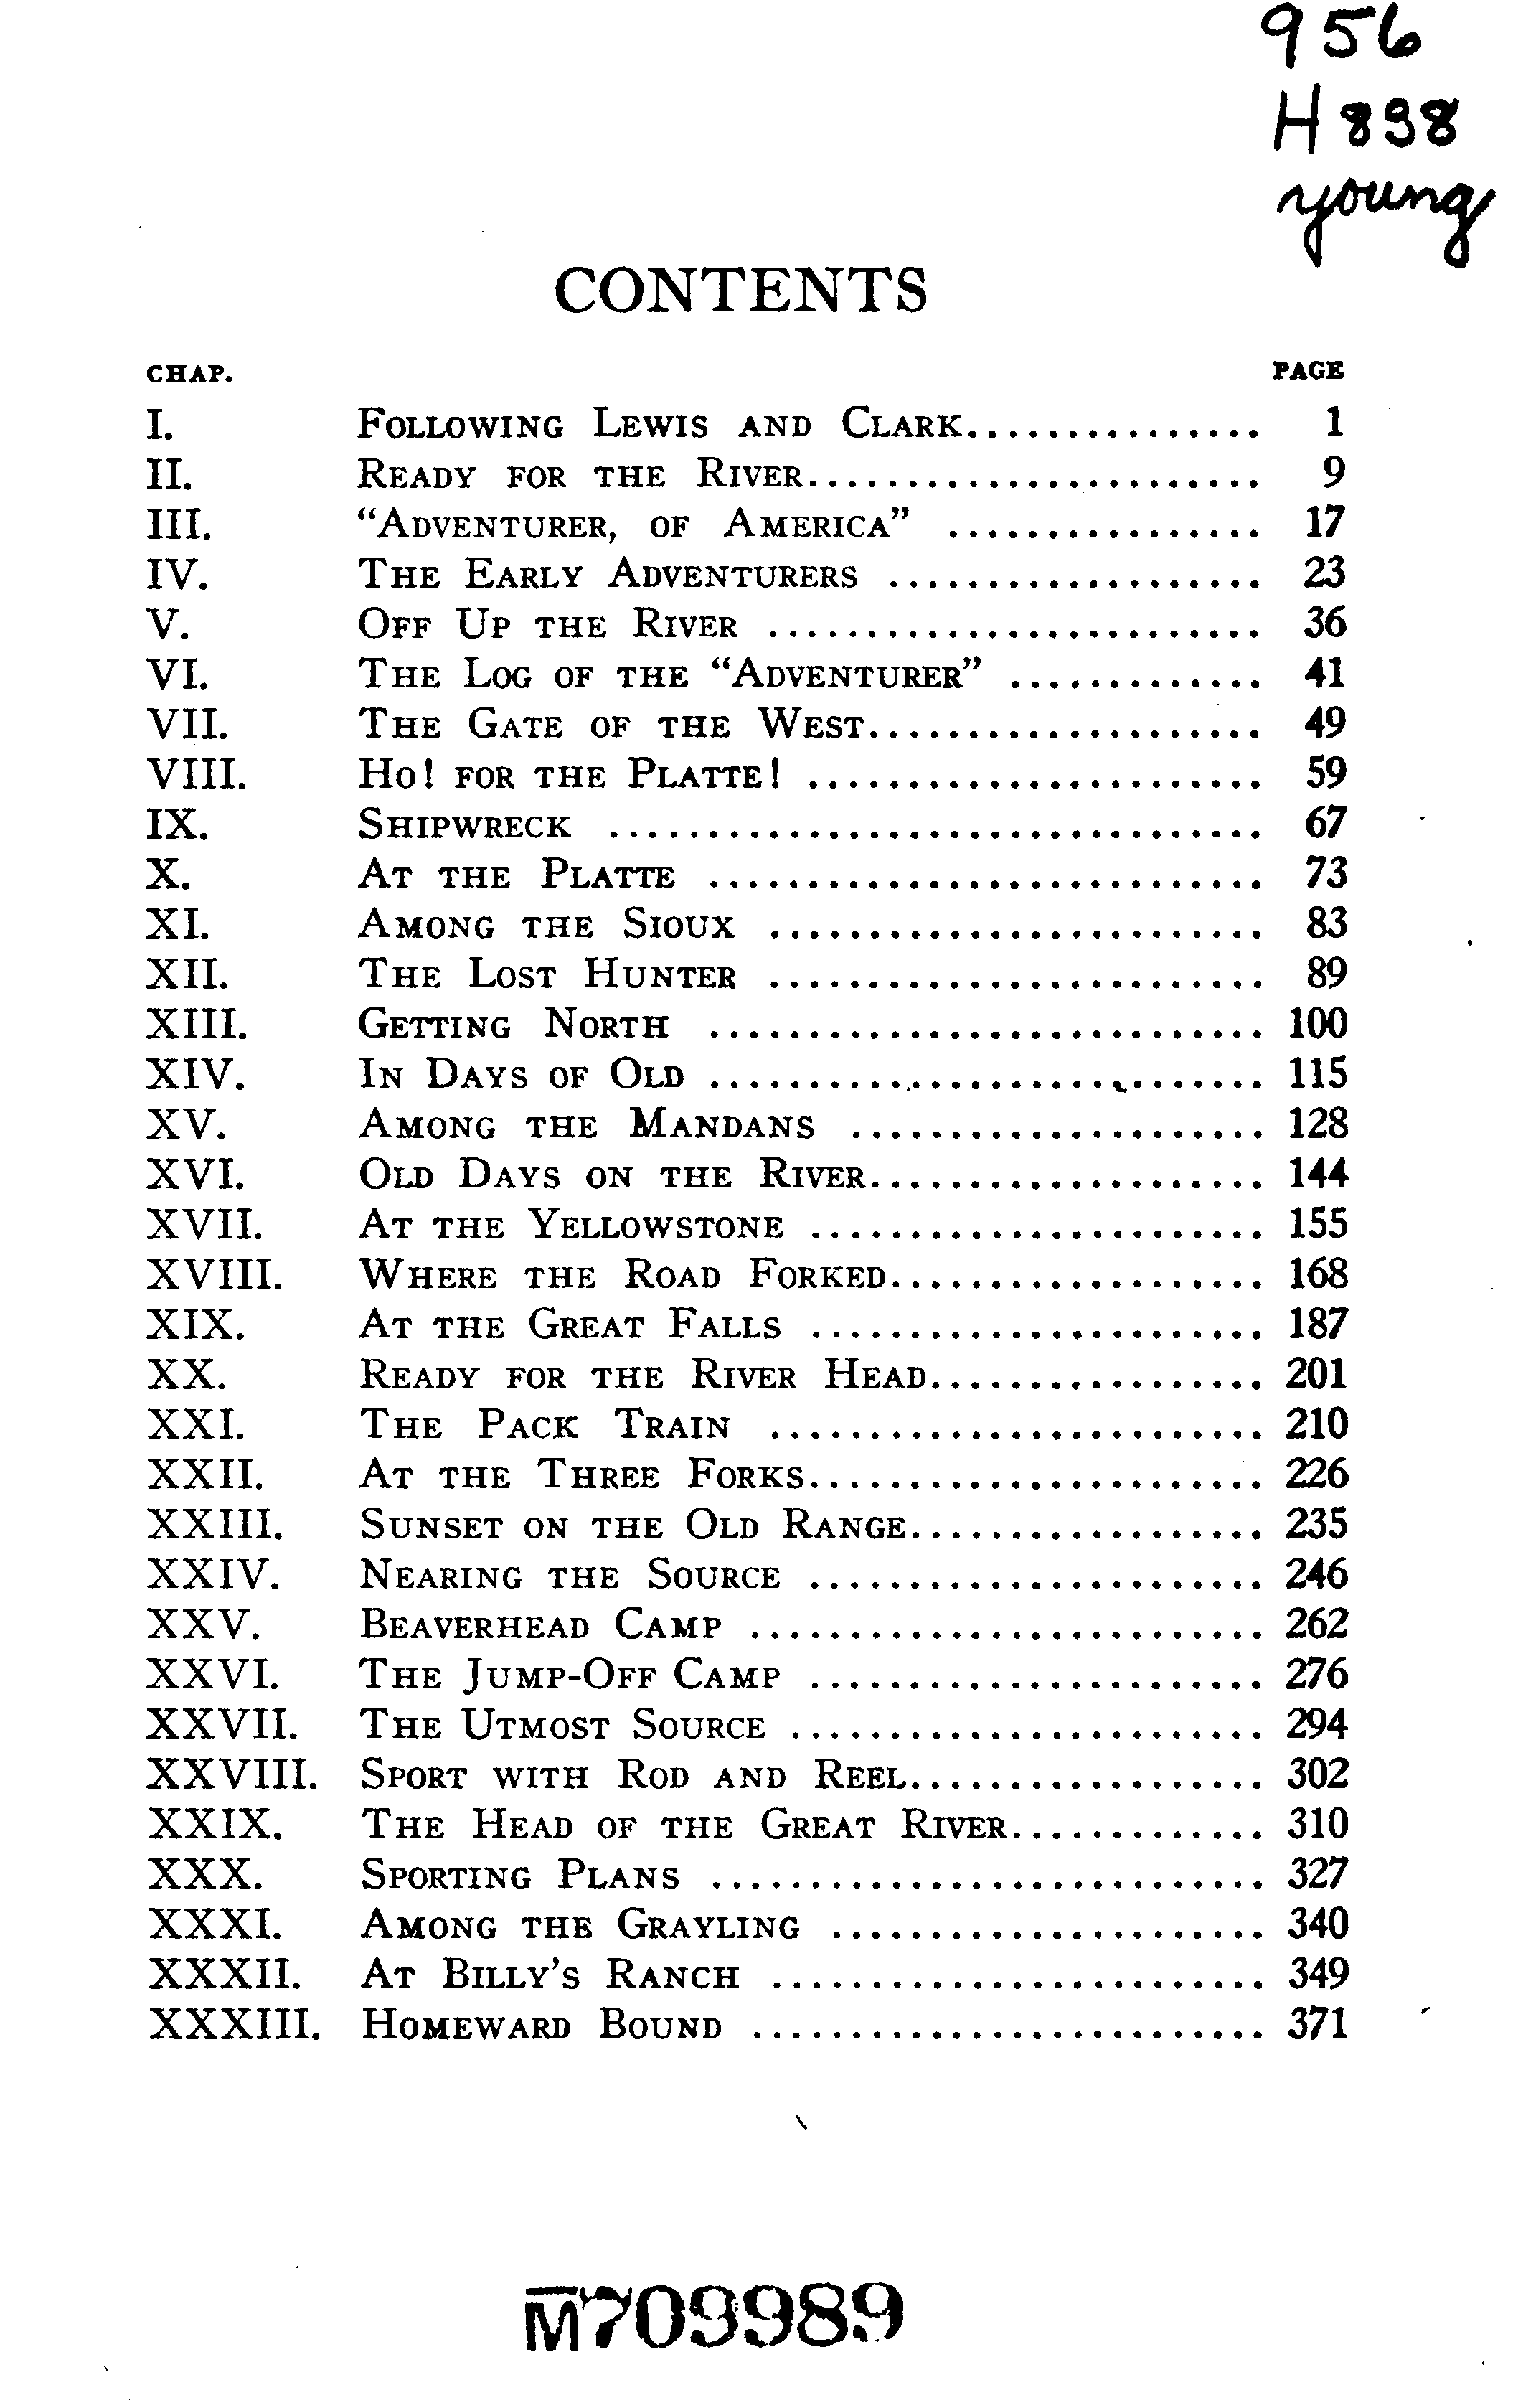 956
H838
young
CONTENTS
CHAP. PAGE
I. Following Lewis and Clark............... 1
II. Ready for the River....................... 9
III. “Adventurer, of America” ................ 17
IV. The Early Adventurers ................... 23
V. Off Up the River ......................... 36
VI. The Log of the “Adventurer” ............. 41
VII. The Gate of the West.................... 49
VIII. Ho! for the Platte! ....................... 59
IX. Shipwreck ................................. 67
X. At the Platte ............................ 73
XI. Among the Sioux ......................... 83
XII. The Lost Hunter ......................... 89
XIII. Getting North ............................ 100
XIV. In Days of Old ............................ 115
XV. Among the Mandans ..................... 128
XVI. Old Days on the River.................... 144
XVII. At the Yellowstone ....................... 155
XVIII. Where the Road Forked................... 168
XIX. At the Great Falls ....................... 187
XX. Ready for the River Head................. 201
XXI. The Pack Train ......................... 210
XXII. At the Three Forks....................... 226
XXIII. Sunset on the Old Range.................. 235
XXIV. Nearing the Source ....................... 246
XXV. Beaverhead Camp .......................... 262
XXVI. The Jump-Off Camp ....................... 276
XXVII. The Utmost Source ........................ 294
XXVIII. Sport with Rod and Reel.................. 302
XXIX. The Head of the Great River............. 310
XXX. Sporting Plans ............................ 327
XXXI. Among the Grayling ...................... 340
XXXII. At Billy’s Ranch ......................... 349
XXXIII. Homeward Bound .......................... 371
M709989